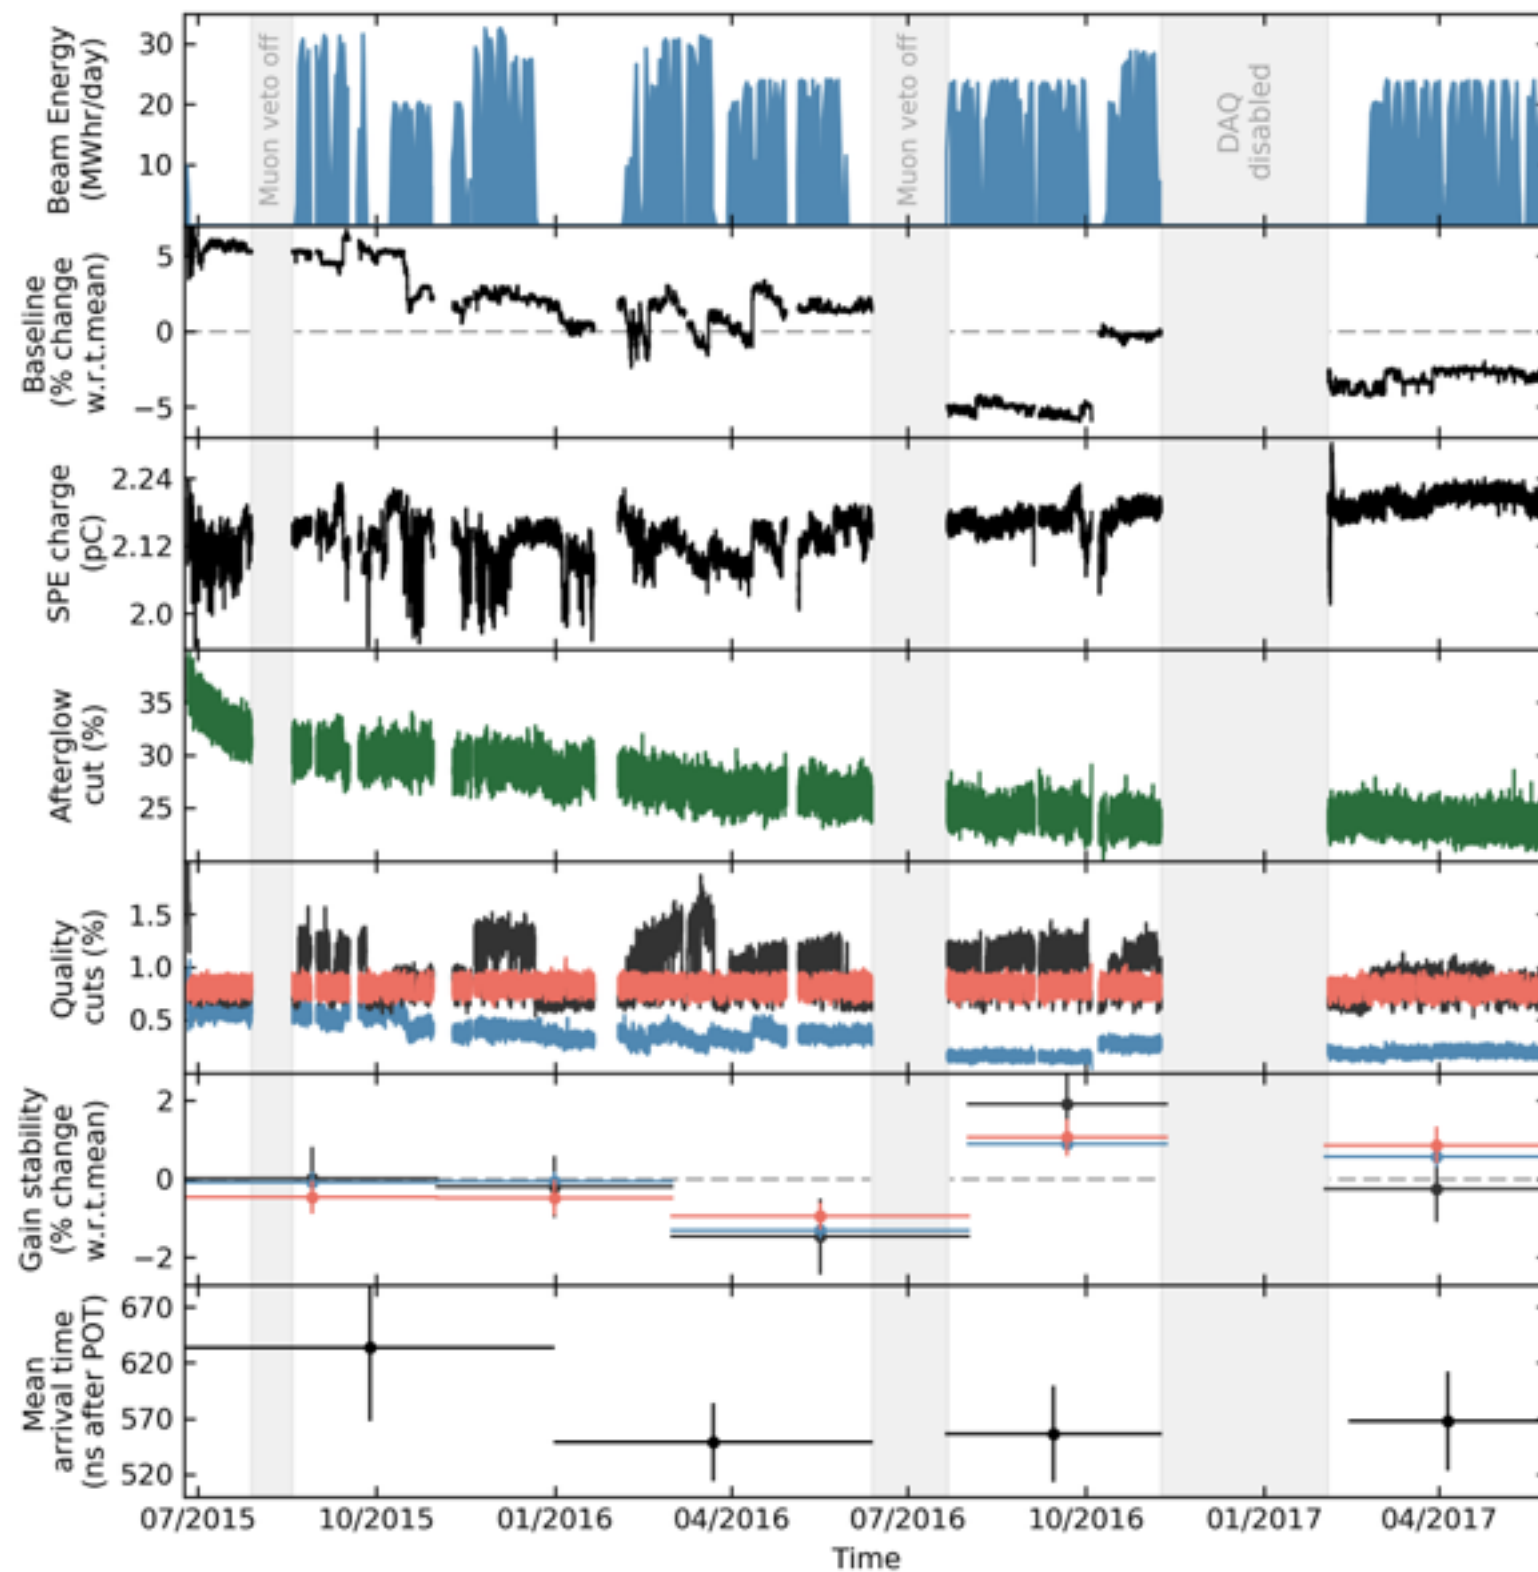 Beam Energy
(MWhr/day)
30
20
10
Muon veto off
Muon veto off
DAQ
disabled
Baseline
(% change
w.r.t.mean)
5
0
−5
SPE charge
(pC)
2.24
2.12
2.0
Afterglow
cut (%)
35
30
25
Quality
cuts (%)
1.5
1.0
0.5
Gain stability
(% change
w.r.t.mean)
2
0
−2
Mean
arrival time
(ns after POT)
670
620
570
520
07/2015 10/2015 01/2016 04/2016 07/2016 10/2016 01/2017 04/2017
Time